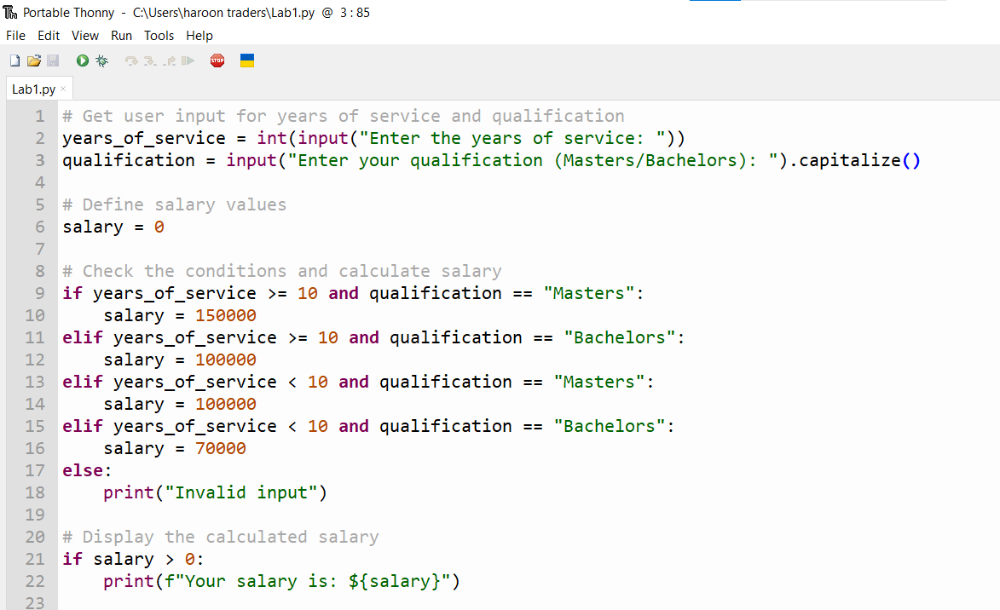 Portable Thonny - C:\Users\haroon traders\Lab1.py @ 3 : 85
File Edit View Run Tools Help
STOP
Lab1.py ×
1 # Get user input for years of service and qualification
2 years_of_service = int(input("Enter the years of service: "))
3 qualification = input("Enter your qualification (Masters/Bachelors): ").capitalize()
4
5 # Define salary values
6 salary = 0
7
8 # Check the conditions and calculate salary
9 if years_of_service >= 10 and qualification == "Masters":
10     salary = 150000
11 elif years_of_service >= 10 and qualification == "Bachelors":
12     salary = 100000
13 elif years_of_service < 10 and qualification == "Masters":
14     salary = 100000
15 elif years_of_service < 10 and qualification == "Bachelors":
16     salary = 70000
17 else:
18     print("Invalid input")
19
20 # Display the calculated salary
21 if salary > 0:
22     print(f"Your salary is: ${salary}")
23